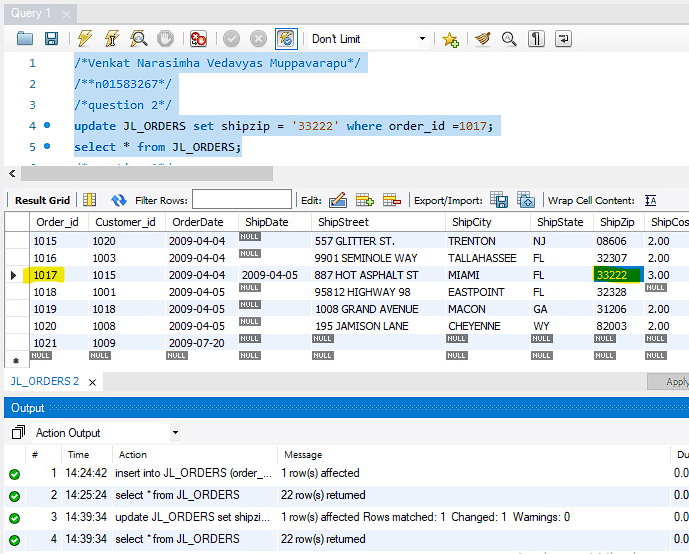 Query 1 ×
Don't Limit
1 /*Venkat Narasimha Vedavyas Muppavarapu*/
2 /**n01583267*/
3 /*question 2*/
4 update JL_ORDERS set shipzip = '33222' where order_id =1017;
5 select * from JL_ORDERS;
Result Grid Filter Rows: Edit: Export/Import: Wrap Cell Content:
Order_id Customer_id OrderDate ShipDate ShipStreet ShipCity ShipState ShipZip ShipCos
1015 1020 2009-04-04 NULL 557 GLITTER ST. TRENTON NJ 08606 2.00
1016 1003 2009-04-04 NULL 9901 SEMINOLE WAY TALLAHASSEE FL 32307 2.00
1017 1015 2009-04-04 2009-04-05 887 HOT ASPHALT ST MIAMI FL 33222 3.00
1018 1001 2009-04-05 NULL 95812 HIGHWAY 98 EASTPOINT FL 32328 NULL
1019 1018 2009-04-05 NULL 1008 GRAND AVENUE MACON GA 31206 2.00
1020 1008 2009-04-05 NULL 195 JAMISON LANE CHEYENNE WY 82003 2.00
1021 1009 2009-07-20 NULL NULL NULL NULL NULL NULL
NULL NULL NULL NULL NULL NULL NULL NULL NULL
JL_ORDERS 2 × Apply
Output
Action Output
# Time Action Message Du
1 14:24:42 insert into JL_ORDERS (order_... 1 row(s) affected 0.0
2 14:25:24 select * from JL_ORDERS 22 row(s) returned 0.0
3 14:39:34 update JL_ORDERS set shipzi... 1 row(s) affected Rows matched: 1 Changed: 1 Warnings: 0 0.0
4 14:39:34 select * from JL_ORDERS 22 row(s) returned 0.0